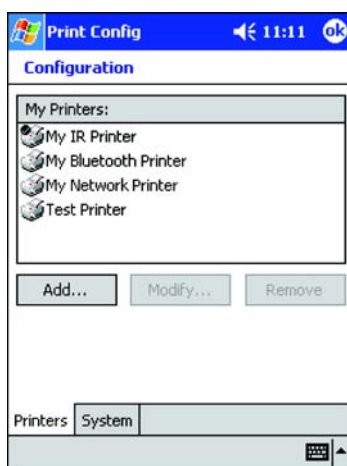 Print Config 11:11 ok
Configuration
My Printers:
My IR Printer
My Bluetooth Printer
My Network Printer
Test Printer
Add... Modify... Remove
Printers System